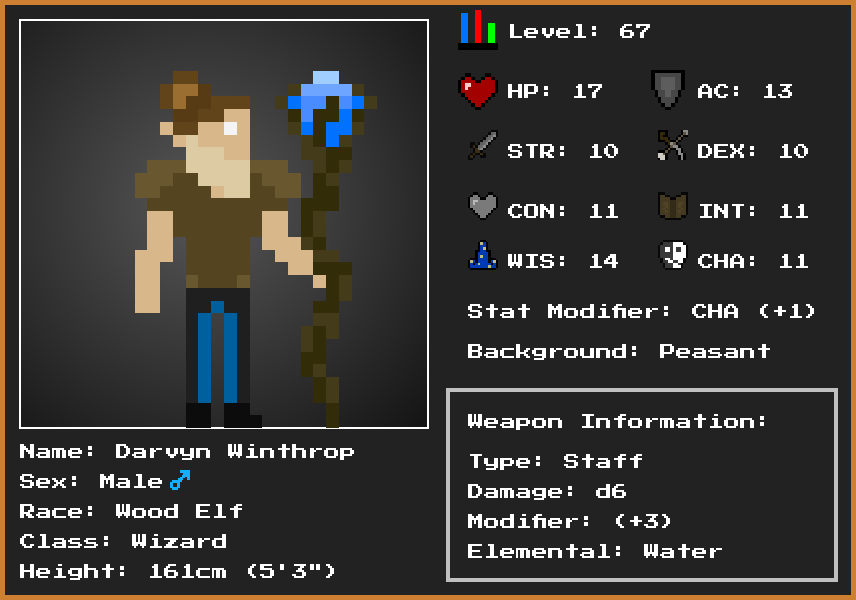 Level: 67
HP: 17 AC: 13
STR: 10 DEX: 10
CON: 11 INT: 11
WIS: 14 CHA: 11
Stat Modifier: CHA (+1)
Background: Peasant
Weapon Information:
Type: Staff
Damage: d6
Modifier: (+3)
Elemental: Water
Name: Darvyn Winthrop
Sex: Male♂
Race: Wood Elf
Class: Wizard
Height: 161cm (5'3")